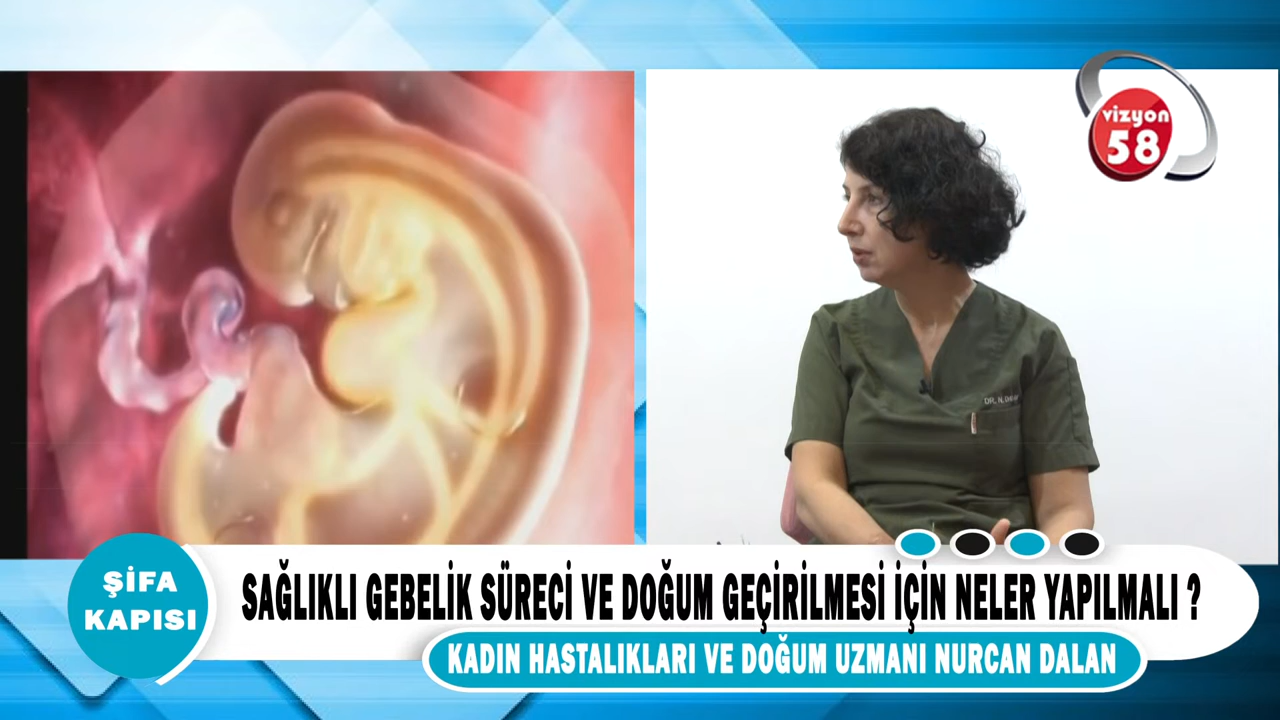 vizyon
58
DR. N.
ŞİFA
KAPISI
SAĞLIKLI GEBELİK SÜRECİ VE DOĞUM GEÇİRİLMESİ İÇİN NELER YAPILMALI ?
KADIN HASTALIKLARI VE DOĞUM UZMANI NURCAN DALAN